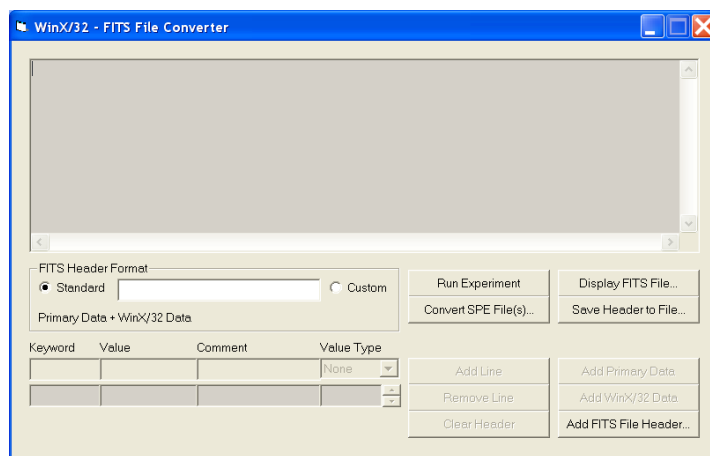 WinX/32 - FITS File Converter
FITS Header Format
Standard Custom
Primary Data + WinX/32 Data
Run Experiment Display FITS File...
Convert SPE File(s)... Save Header to File...
Keyword Value Comment Value Type
None
Add Line Add Primary Data
Remove Line Add WinX/32 Data
Clear Header Add FITS File Header...